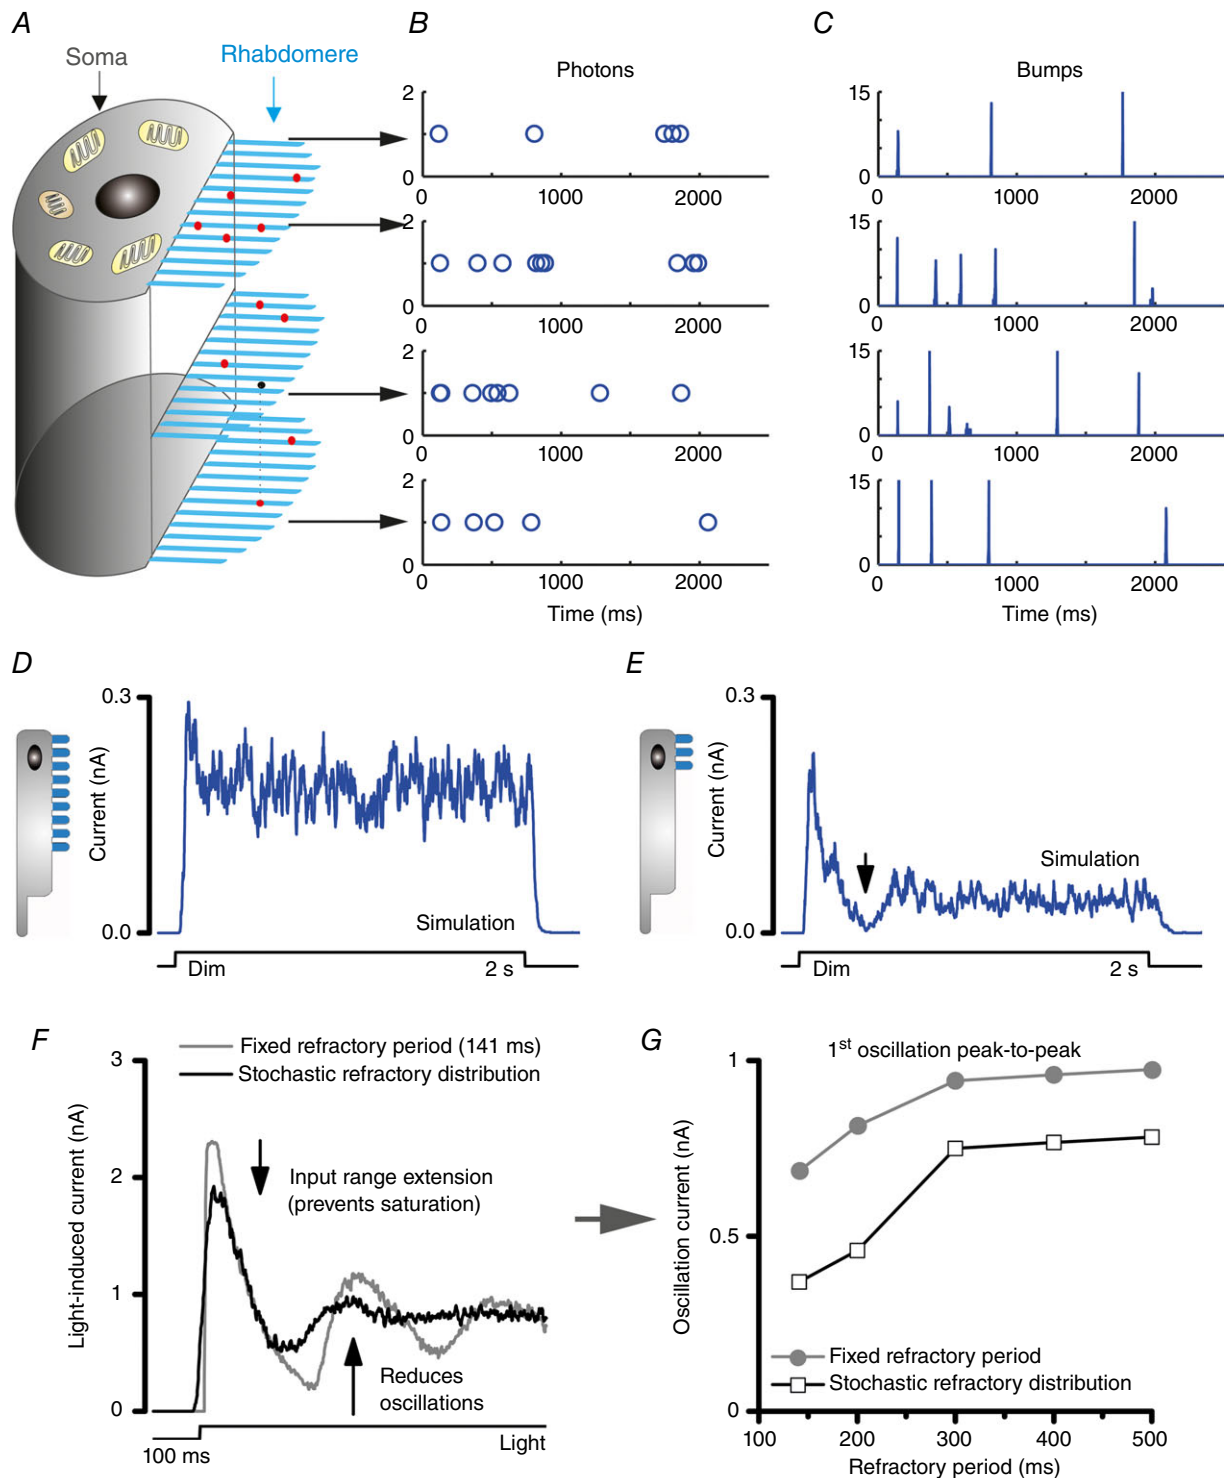 A
B
C
Soma
Rhabdomere
Photons
Bumps
2
0
0
1000
2000
15
0
0
1000
2000
2
0
0
1000
2000
15
0
0
1000
2000
2
0
0
1000
2000
15
0
0
1000
2000
2
0
0
1000
2000
Time (ms)
15
0
0
1000
2000
Time (ms)
D
0.3
Current (nA)
0.0
Simulation
Dim
2 s
E
0.3
Current (nA)
0.0
Simulation
Dim
2 s
F
Fixed refractory period (141 ms)
Stochastic refractory distribution
3
2
1
0
Light-induced current (nA)
Input range extension
(prevents saturation)
Reduces
oscillations
100 ms
Light
G
1st oscillation peak-to-peak
1
0.5
0
Oscillation current (nA)
Fixed refractory period
Stochastic refractory distribution
100
200
300
400
500
Refractory period (ms)